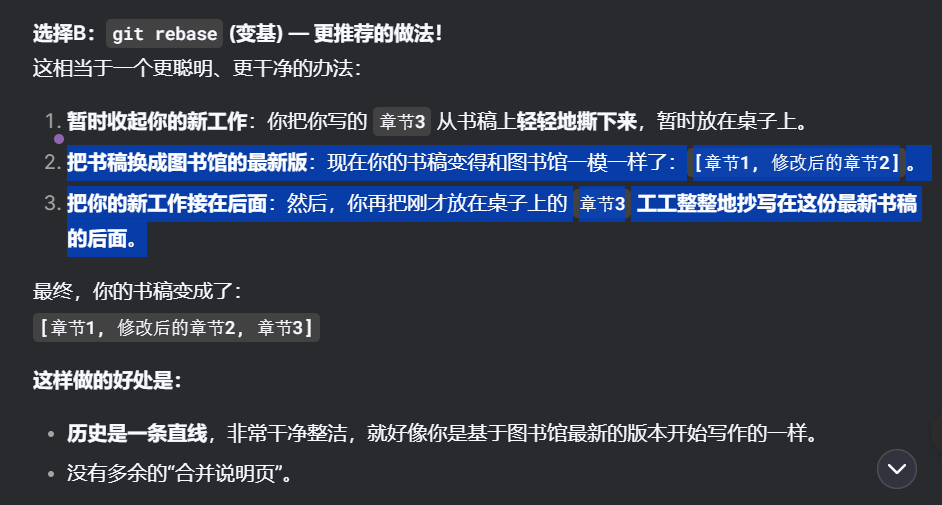 选择B：git rebase (变基) — 更推荐的做法！
这相当于一个更聪明、更干净的办法：
1. 暂时收起你的新工作：你把你写的 章节3 从书稿上轻轻地撕下来，暂时放在桌子上。
2. 把书稿换成图书馆的最新版：现在你的书稿变得和图书馆一模一样了：[章节1, 修改后的章节2]。
3. 把你的新工作接在后面：然后，你再把刚才放在桌子上的 章节3 工工整整地抄写在这份最新书稿
的后面。
最终，你的书稿变成了：
[章节1, 修改后的章节2, 章节3]
这样做的好处是：
• 历史是一条直线，非常干净整洁，就好像你是基于图书馆最新的版本开始写作的一样。
• 没有多余的“合并说明页”。